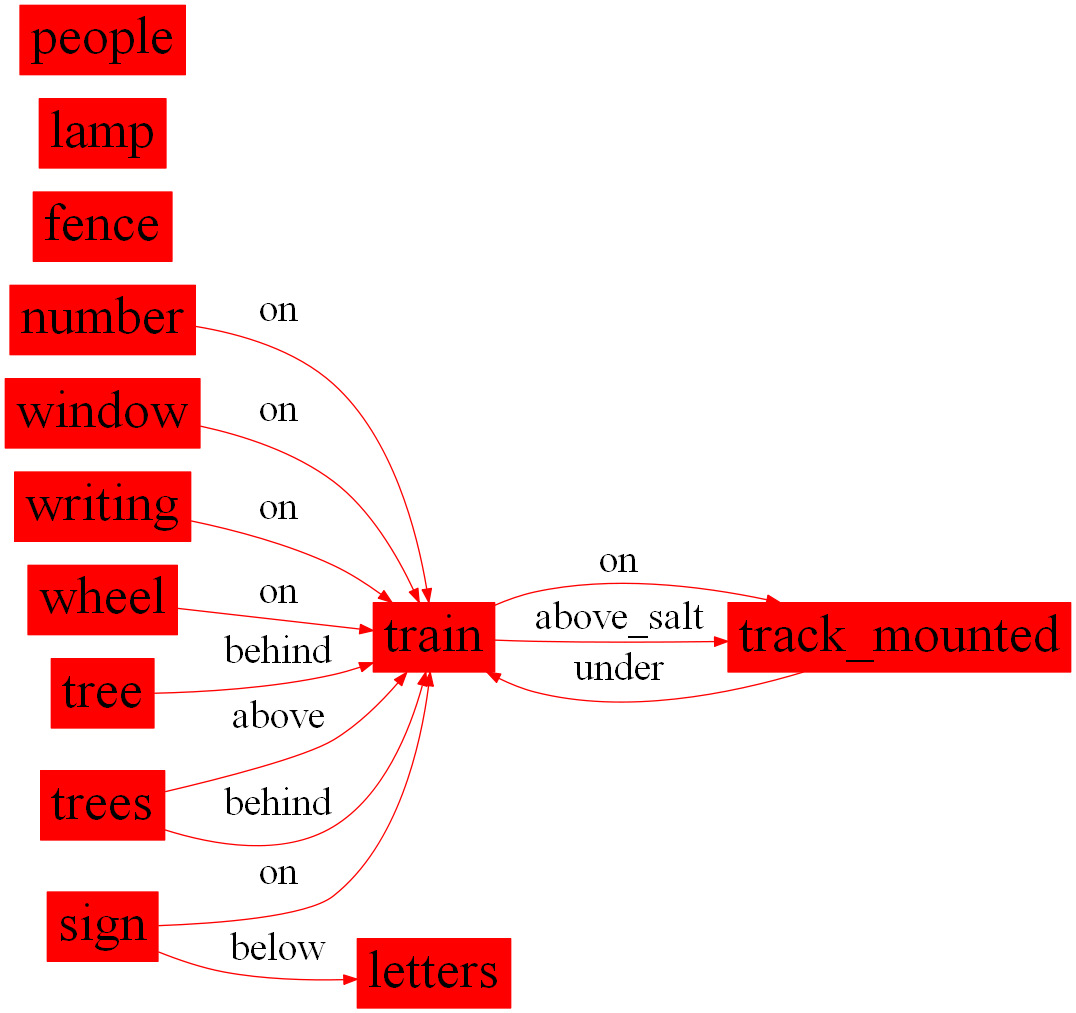 people
lamp
fence
number
on
window
on
writing
on
wheel
on
tree
behind
trees
above
behind
sign
on
below
train
letters
on
above_salt
under
track_mounted